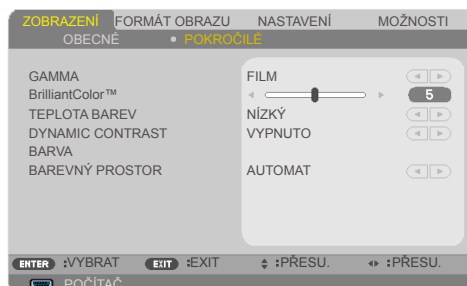 ZOBRAZENÍ FORMÁT OBRAZU NASTAVENÍ MOŽNOSTI
OBECNÉ • POKROČILÉ
GAMMA FILM
BrilliantColor™ 5
TEPLOTA BAREV NÍZKÝ
DYNAMIC CONTRAST VYPNUTO
BARVA
BAREVNÝ PROSTOR AUTOMAT
ENTER :VYBRAT EXIT :EXIT :PŘESU. :PŘESU.
POČÍTAČ